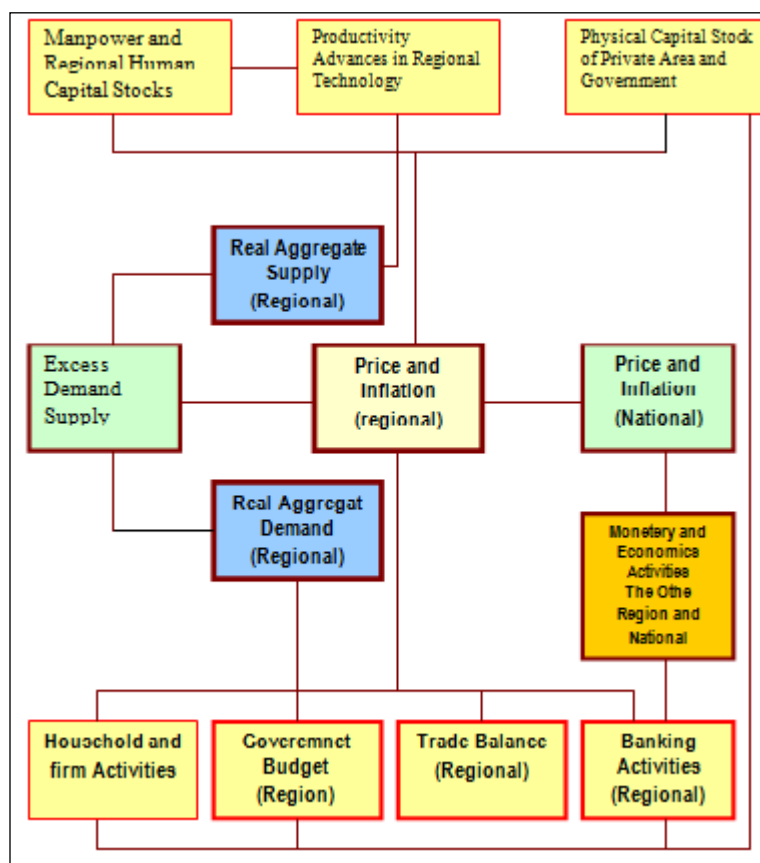 Manpower and
Regional Human
Capital Stocks
Productivity
Advances in Regional
Technology
Physical Capital Stock
of Private Area and
Government
Real Aggregate
Supply
(Regional)
Excess
Demand
Supply
Price and
Inflation
(regional)
Price and
Inflation
(National)
Real Aggregat
Demand
(Regional)
Monetery and
Economics
Activities
The Othe
Region and
National
Household and
firm Activities
Governmet
Budget
(Region)
Trade Balance
(Regional)
Banking
Activities
(Regional)